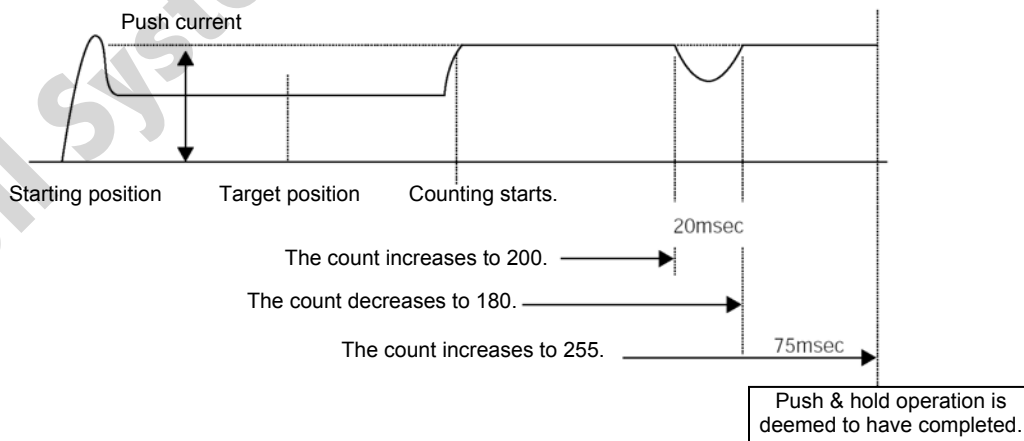 Push current
Starting position
Target position
Counting starts.
20msec
The count increases to 200.
The count decreases to 180.
The count increases to 255.
75msec
Push & hold operation is
deemed to have completed.